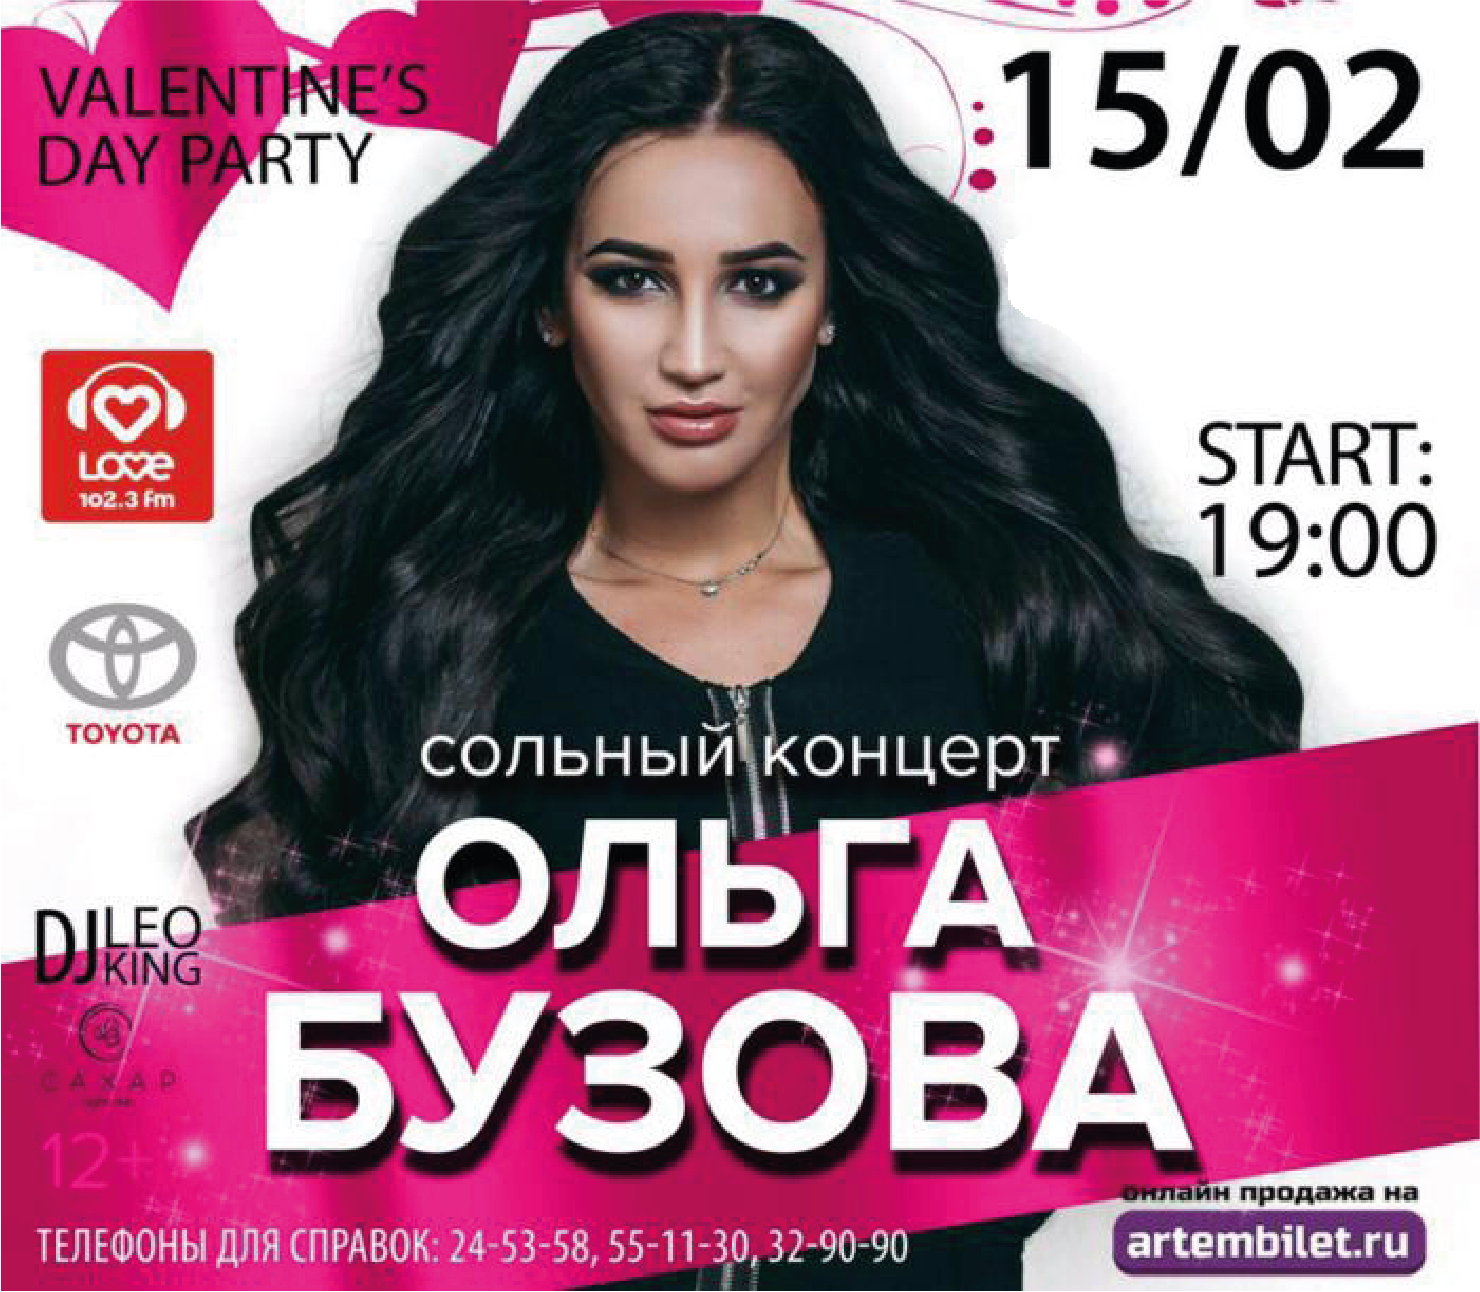 VALENTINE'S
DAY PARTY
15/02
LOVE
102.3 fm
START:
19:00
TOYOTA
сольный концерт
ОЛЬГА
БУЗОВА
DJ LEO
KING
САХАР
12+
ТЕЛЕФОНЫ ДЛЯ СПРАВОК: 24-53-58, 55-11-30, 32-90-90
онлайн продажа на
artembilet.ru